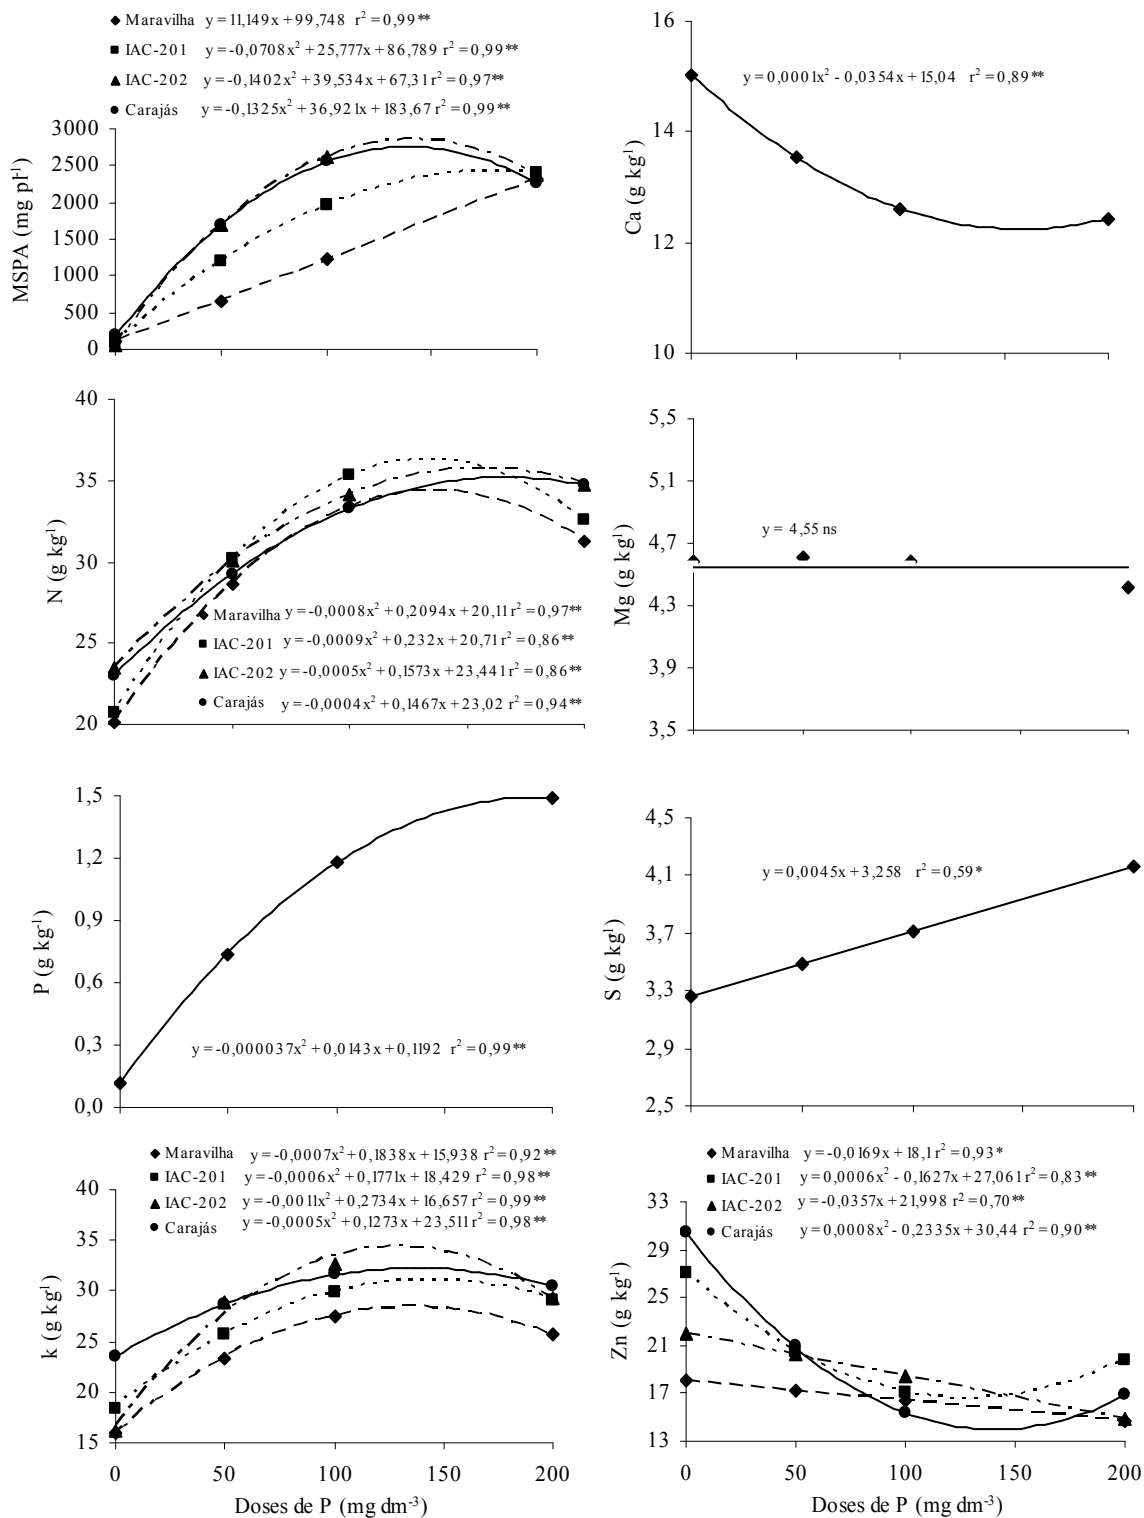 Maravilha y = 11,149x + 99,748 r² = 0,99**
IAC-201 y = -0,0708x² + 25,777x + 86,789 r² = 0,99**
IAC-202 y = -0,1402x² + 39,534x + 67,31 r² = 0,97**
Carajás y = -0,1325x² + 36,921x + 183,67 r² = 0,99**
3000
2500
2000
1500
1000
500
0
MSPA (mg pl⁻¹)
16
14
12
10
Ca (g kg¹)
y = 0,0001x² - 0,0354x + 15,04 r² = 0,89**
40
35
30
25
20
N (g kg¹)
Maravilha y = -0,0008x² + 0,2094x + 20,11 r² = 0,97**
IAC-201 y = -0,0009x² + 0,232x + 20,71 r² = 0,86**
IAC-202 y = -0,0005x² + 0,1573x + 23,441 r² = 0,86**
Carajás y = -0,0004x² + 0,1467x + 23,02 r² = 0,94**
5,5
5,1
4,7
4,3
3,9
3,5
Mg (g kg¹)
y = 4,55 ns
1,5
1,2
0,9
0,6
0,3
0,0
P (g kg⁻¹)
y = -0,000037x² + 0,0143x + 0,1192 r² = 0,99**
4,5
4,1
3,7
3,3
2,9
2,5
S (g kg¹)
y = 0,0045x + 3,258 r² = 0,59*
Maravilha y = -0,0007x² + 0,1838x + 15,938 r² = 0,92**
IAC-201 y = -0,0006x² + 0,1771x + 18,429 r² = 0,98**
IAC-202 y = -0,0011x² + 0,2734x + 16,657 r² = 0,99**
Carajás y = -0,0005x² + 0,1273x + 23,511 r² = 0,98**
40
35
30
25
20
15
k (g kg¹)
0 50 100 150 200
Doses de P (mg dm⁻³)
Maravilha y = -0,0169x + 18,1 r² = 0,93*
IAC-201 y = 0,0006x² - 0,1627x + 27,061 r² = 0,83**
IAC-202 y = -0,0357x + 21,998 r² = 0,70**
Carajás y = 0,0008x² - 0,2335x + 30,44 r² = 0,90**
33
29
25
21
17
13
Zn (g kg¹)
0 50 100 150 200
Doses de P (mg dm⁻³)